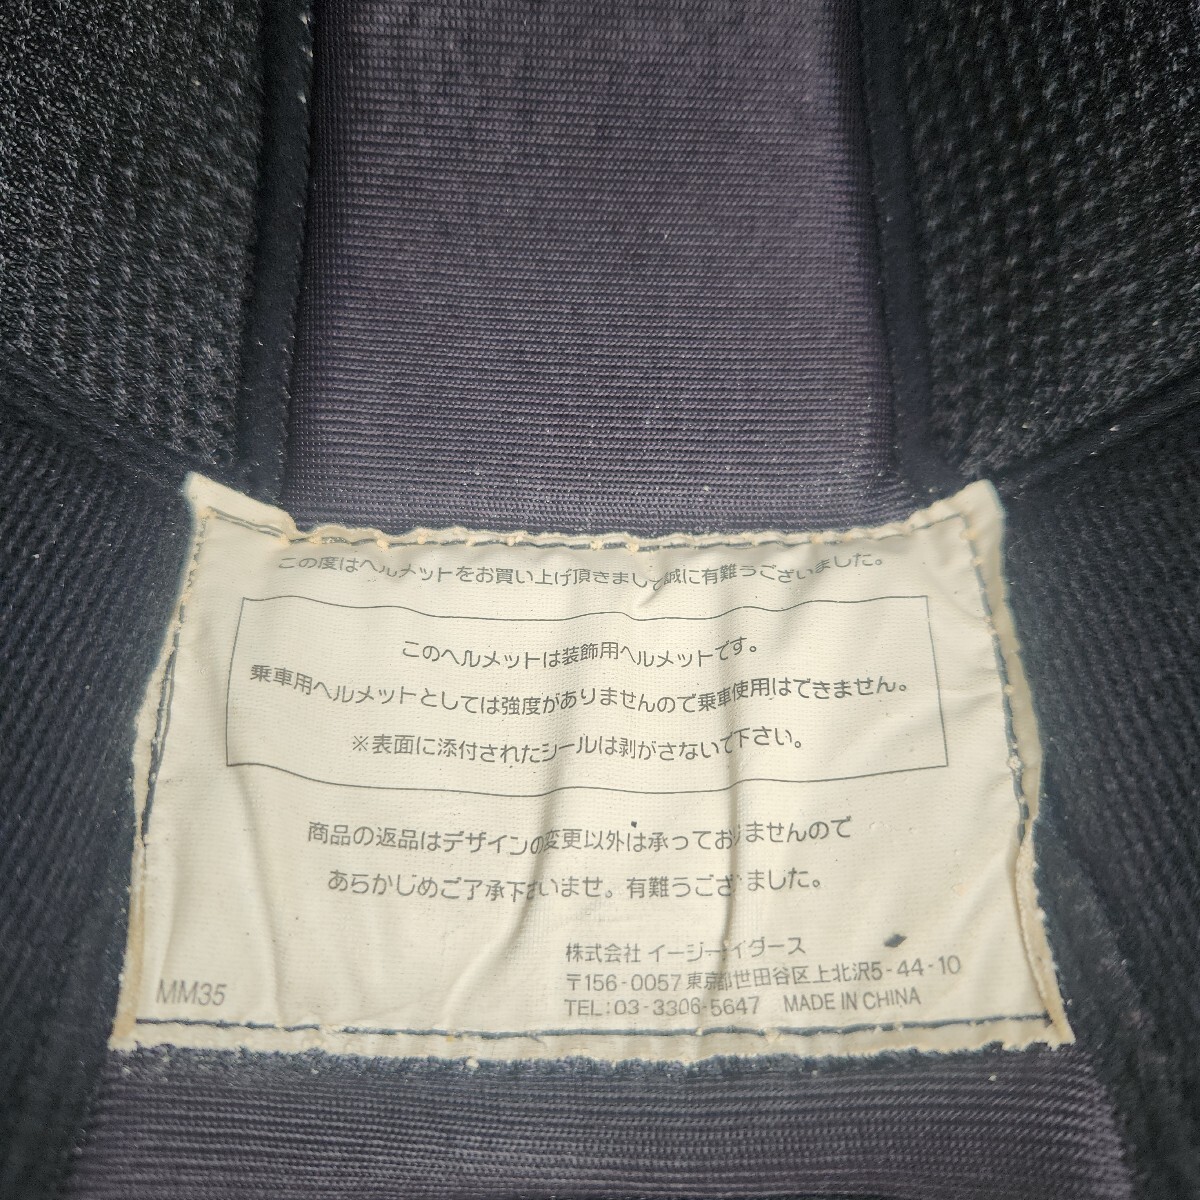 この度はヘルメットをお買い上げ頂きまして誠に有難うございました。
このヘルメットは装飾用ヘルメットです。
乗車用ヘルメットとしては強度がありませんので乗車使用はできません。
※表面に添付されたシールは剥がさないで下さい。
商品の返品はデザインの変更以外は承っておりませんので
あらかじめご了承下さいませ。有難うございました。
株式会社 イージーライダース
〒156-0057 東京都世田谷区上北沢5-44-10
MM35
TEL:03-3306-5647 MADE IN CHINA